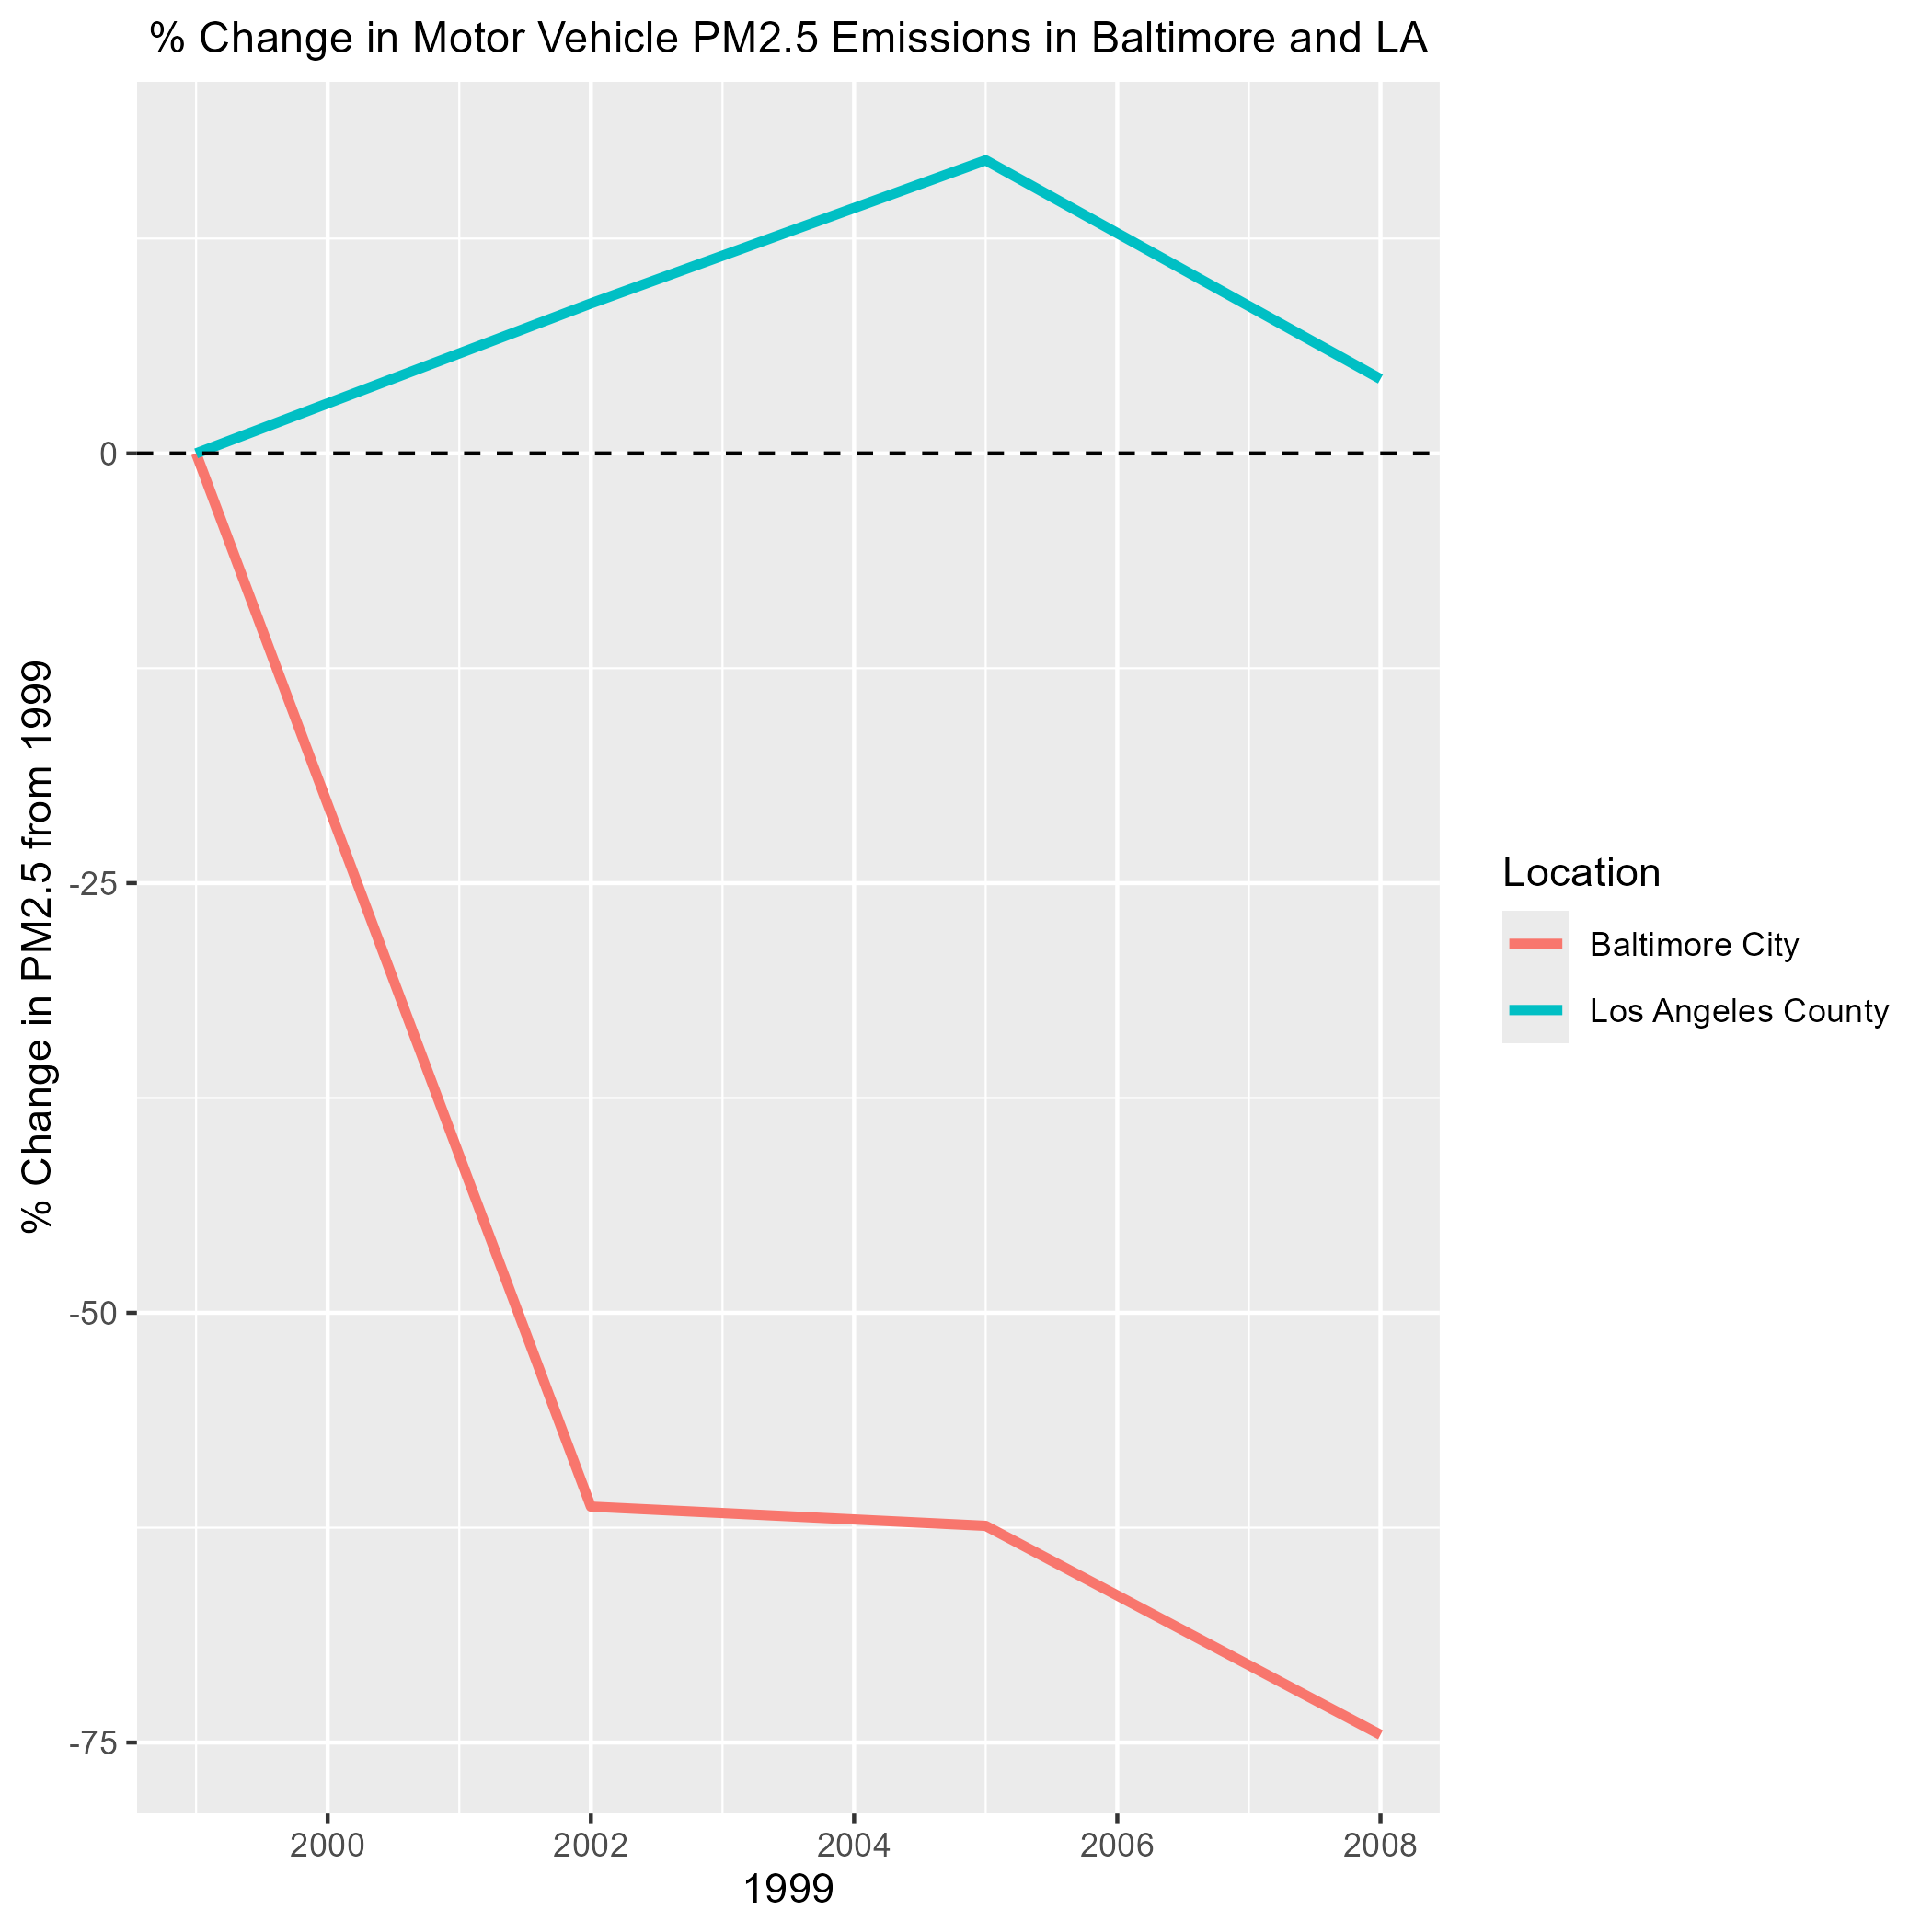 % Change in Motor Vehicle PM2.5 Emissions in Baltimore and LA
% Change in PM2.5 from 1999
0
-25
-50
-75
2000 2002 2004 2006 2008
1999
Location
Baltimore City
Los Angeles County